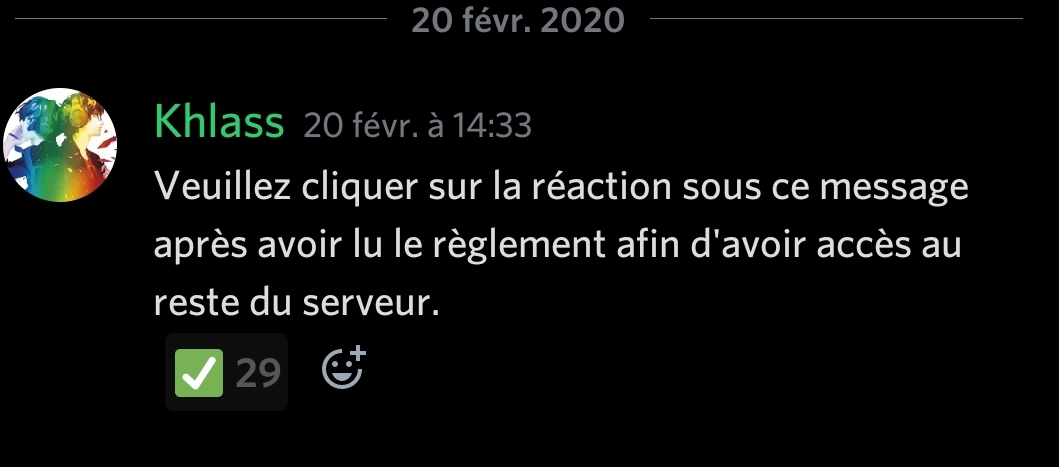 20 févr. 2020
Khlass 20 févr. à 14:33
Veuillez cliquer sur la réaction sous ce message
après avoir lu le règlement afin d'avoir accès au
reste du serveur.
29